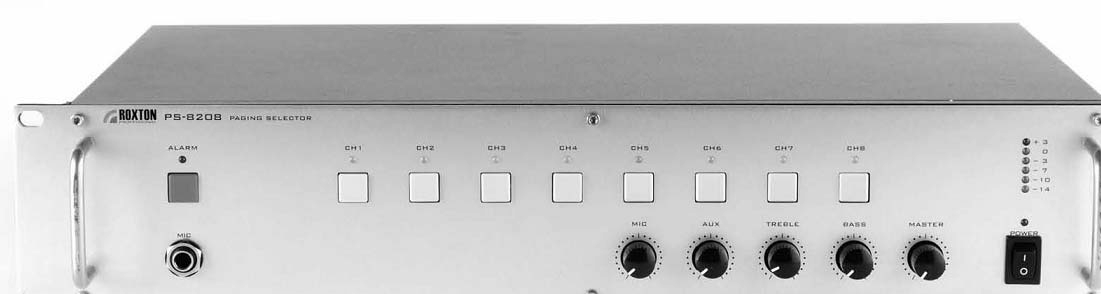 ROXTON PS-8208 PAGING SELECTOR
PROFESSIONAL
ALARM CH1 CH2 CH3 CH4 CH5 CH6 CH7 CH8
+3
0
-3
-7
-10
-14
MIC MIC AUX TREBLE BASS MASTER POWER
I
O